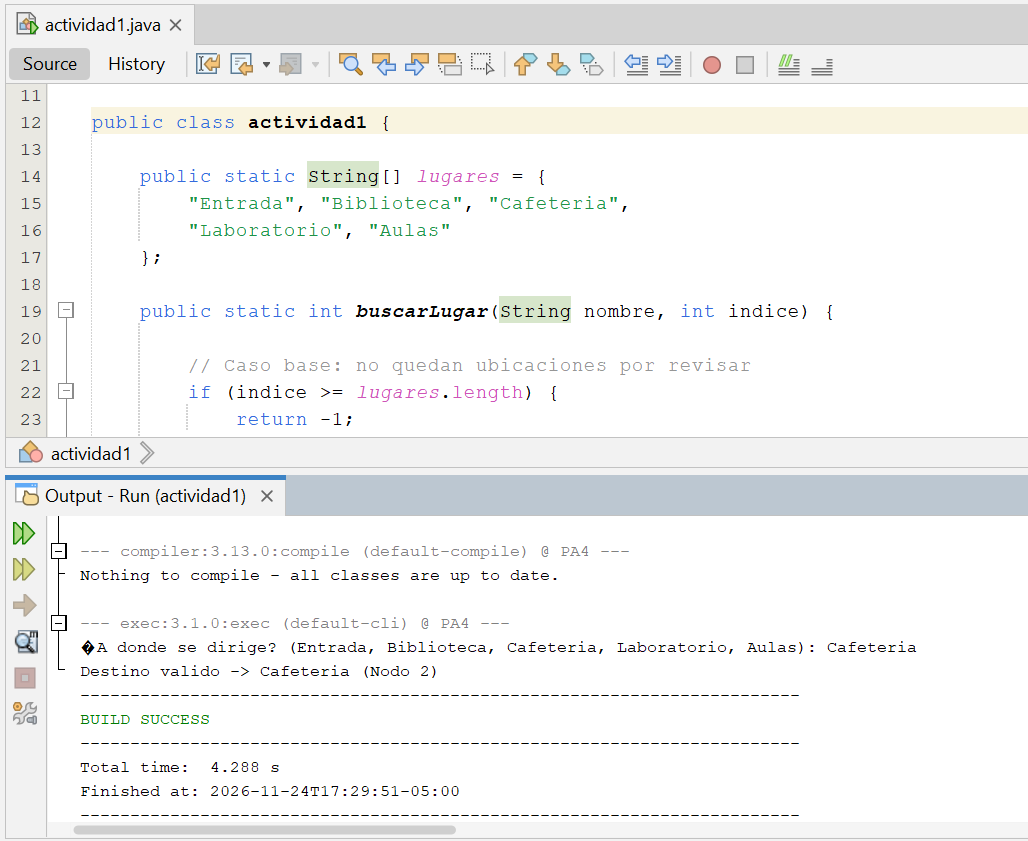 actividad1.java
Source History
11
12 public class actividad1 {
13
14 public static String[] lugares = {
15 "Entrada", "Biblioteca", "Cafeteria",
16 "Laboratorio", "Aulas"
17 };
18
19 public static int buscarLugar(String nombre, int indice) {
20
21 // Caso base: no quedan ubicaciones por revisar
22 if (indice >= lugares.length) {
23 return -1;
actividad1
Output - Run (actividad1)
--- compiler:3.13.0:compile (default-compile) @ PA4 ---
Nothing to compile - all classes are up to date.
--- exec:3.1.0:exec (default-cli) @ PA4 ---
�A donde se dirige? (Entrada, Biblioteca, Cafeteria, Laboratorio, Aulas): Cafeteria
Destino valido -> Cafeteria (Nodo 2)
------------------------------------------------------------------------
BUILD SUCCESS
------------------------------------------------------------------------
Total time:  4.288 s
Finished at: 2026-11-24T17:29:51-05:00
------------------------------------------------------------------------